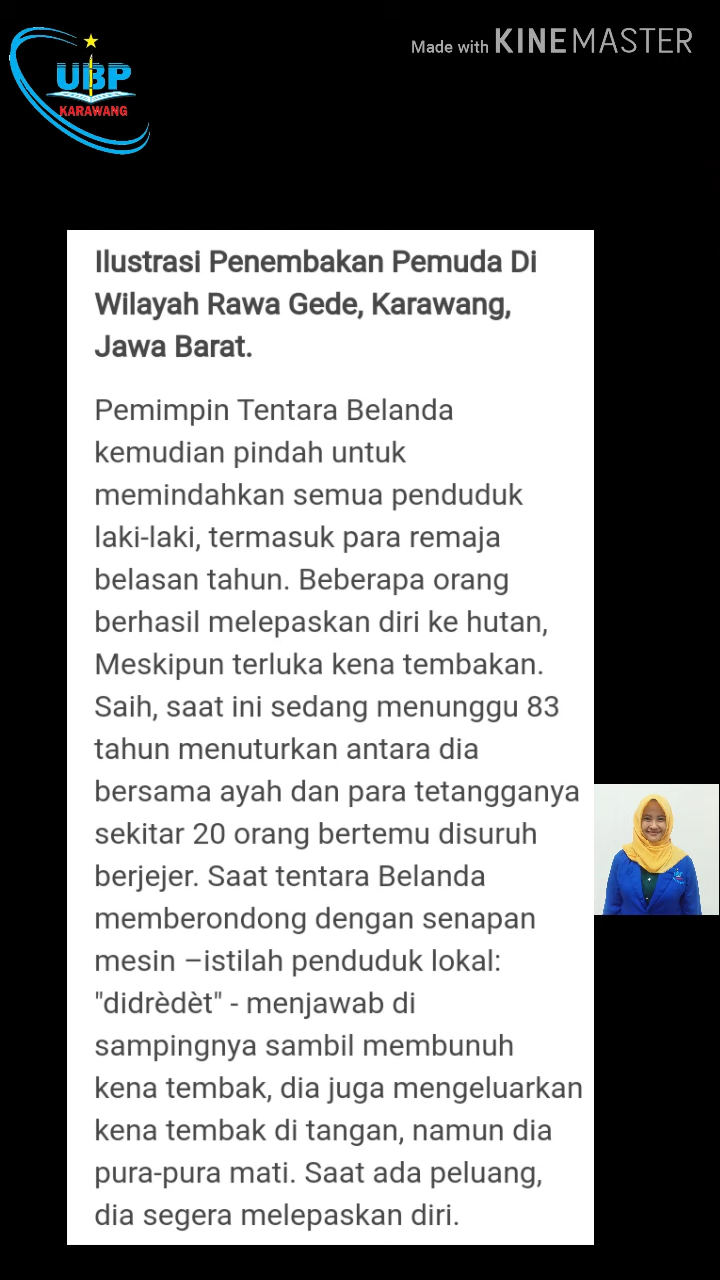 Made with KINEMASTER
UBP
KARAWANG
Ilustrasi Penembakan Pemuda Di
Wilayah Rawa Gede, Karawang,
Jawa Barat.
Pemimpin Tentara Belanda
kemudian pindah untuk
memindahkan semua penduduk
laki-laki, termasuk para remaja
belasan tahun. Beberapa orang
berhasil melepaskan diri ke hutan,
Meskipun terluka kena tembakan.
Saih, saat ini sedang menunggu 83
tahun menuturkan antara dia
bersama ayah dan para tetangganya
sekitar 20 orang bertemu disuruh
berjejer. Saat tentara Belanda
memberondong dengan senapan
mesin –istilah penduduk lokal:
"didrèdèt" - menjawab di
sampingnya sambil membunuh
kena tembak, dia juga mengeluarkan
kena tembak di tangan, namun dia
pura-pura mati. Saat ada peluang,
dia segera melepaskan diri.